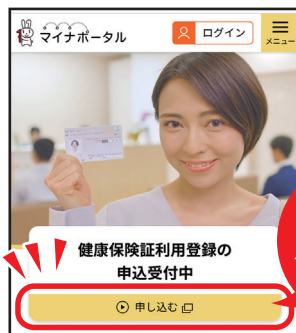 マイナポータル
ログイン
メニュー
健康保険証利用登録の
申込受付中
申し込む